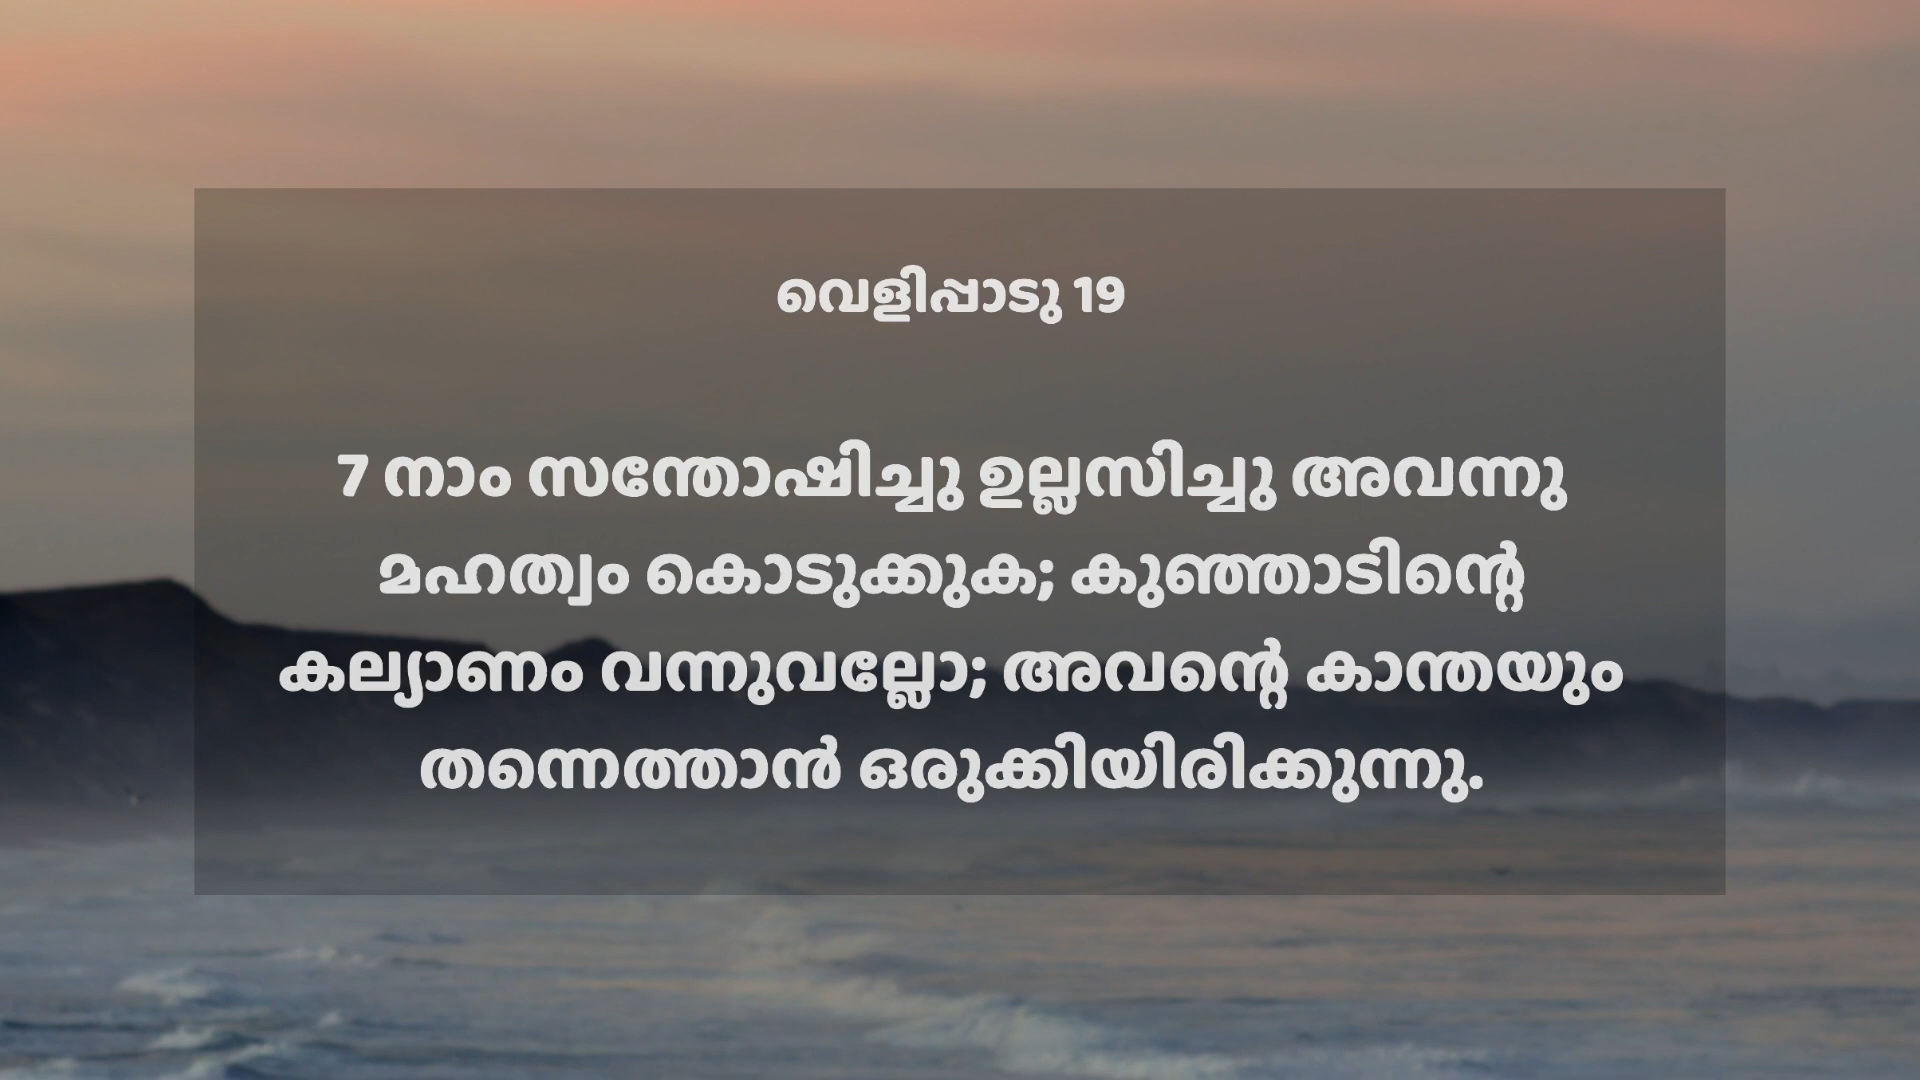 വെളിപ്പാടു 19
7 നാം സന്തോഷിച്ചു ഉല്ലസിച്ചു അവന്നു
മഹത്വം കൊടുക്കുക; കുഞ്ഞാടിന്റെ
കല്യാണം വന്നുവല്ലോ; അവന്റെ കാന്തയും
തന്നെത്താൻ ഒരുക്കിയിരിക്കുന്നു.